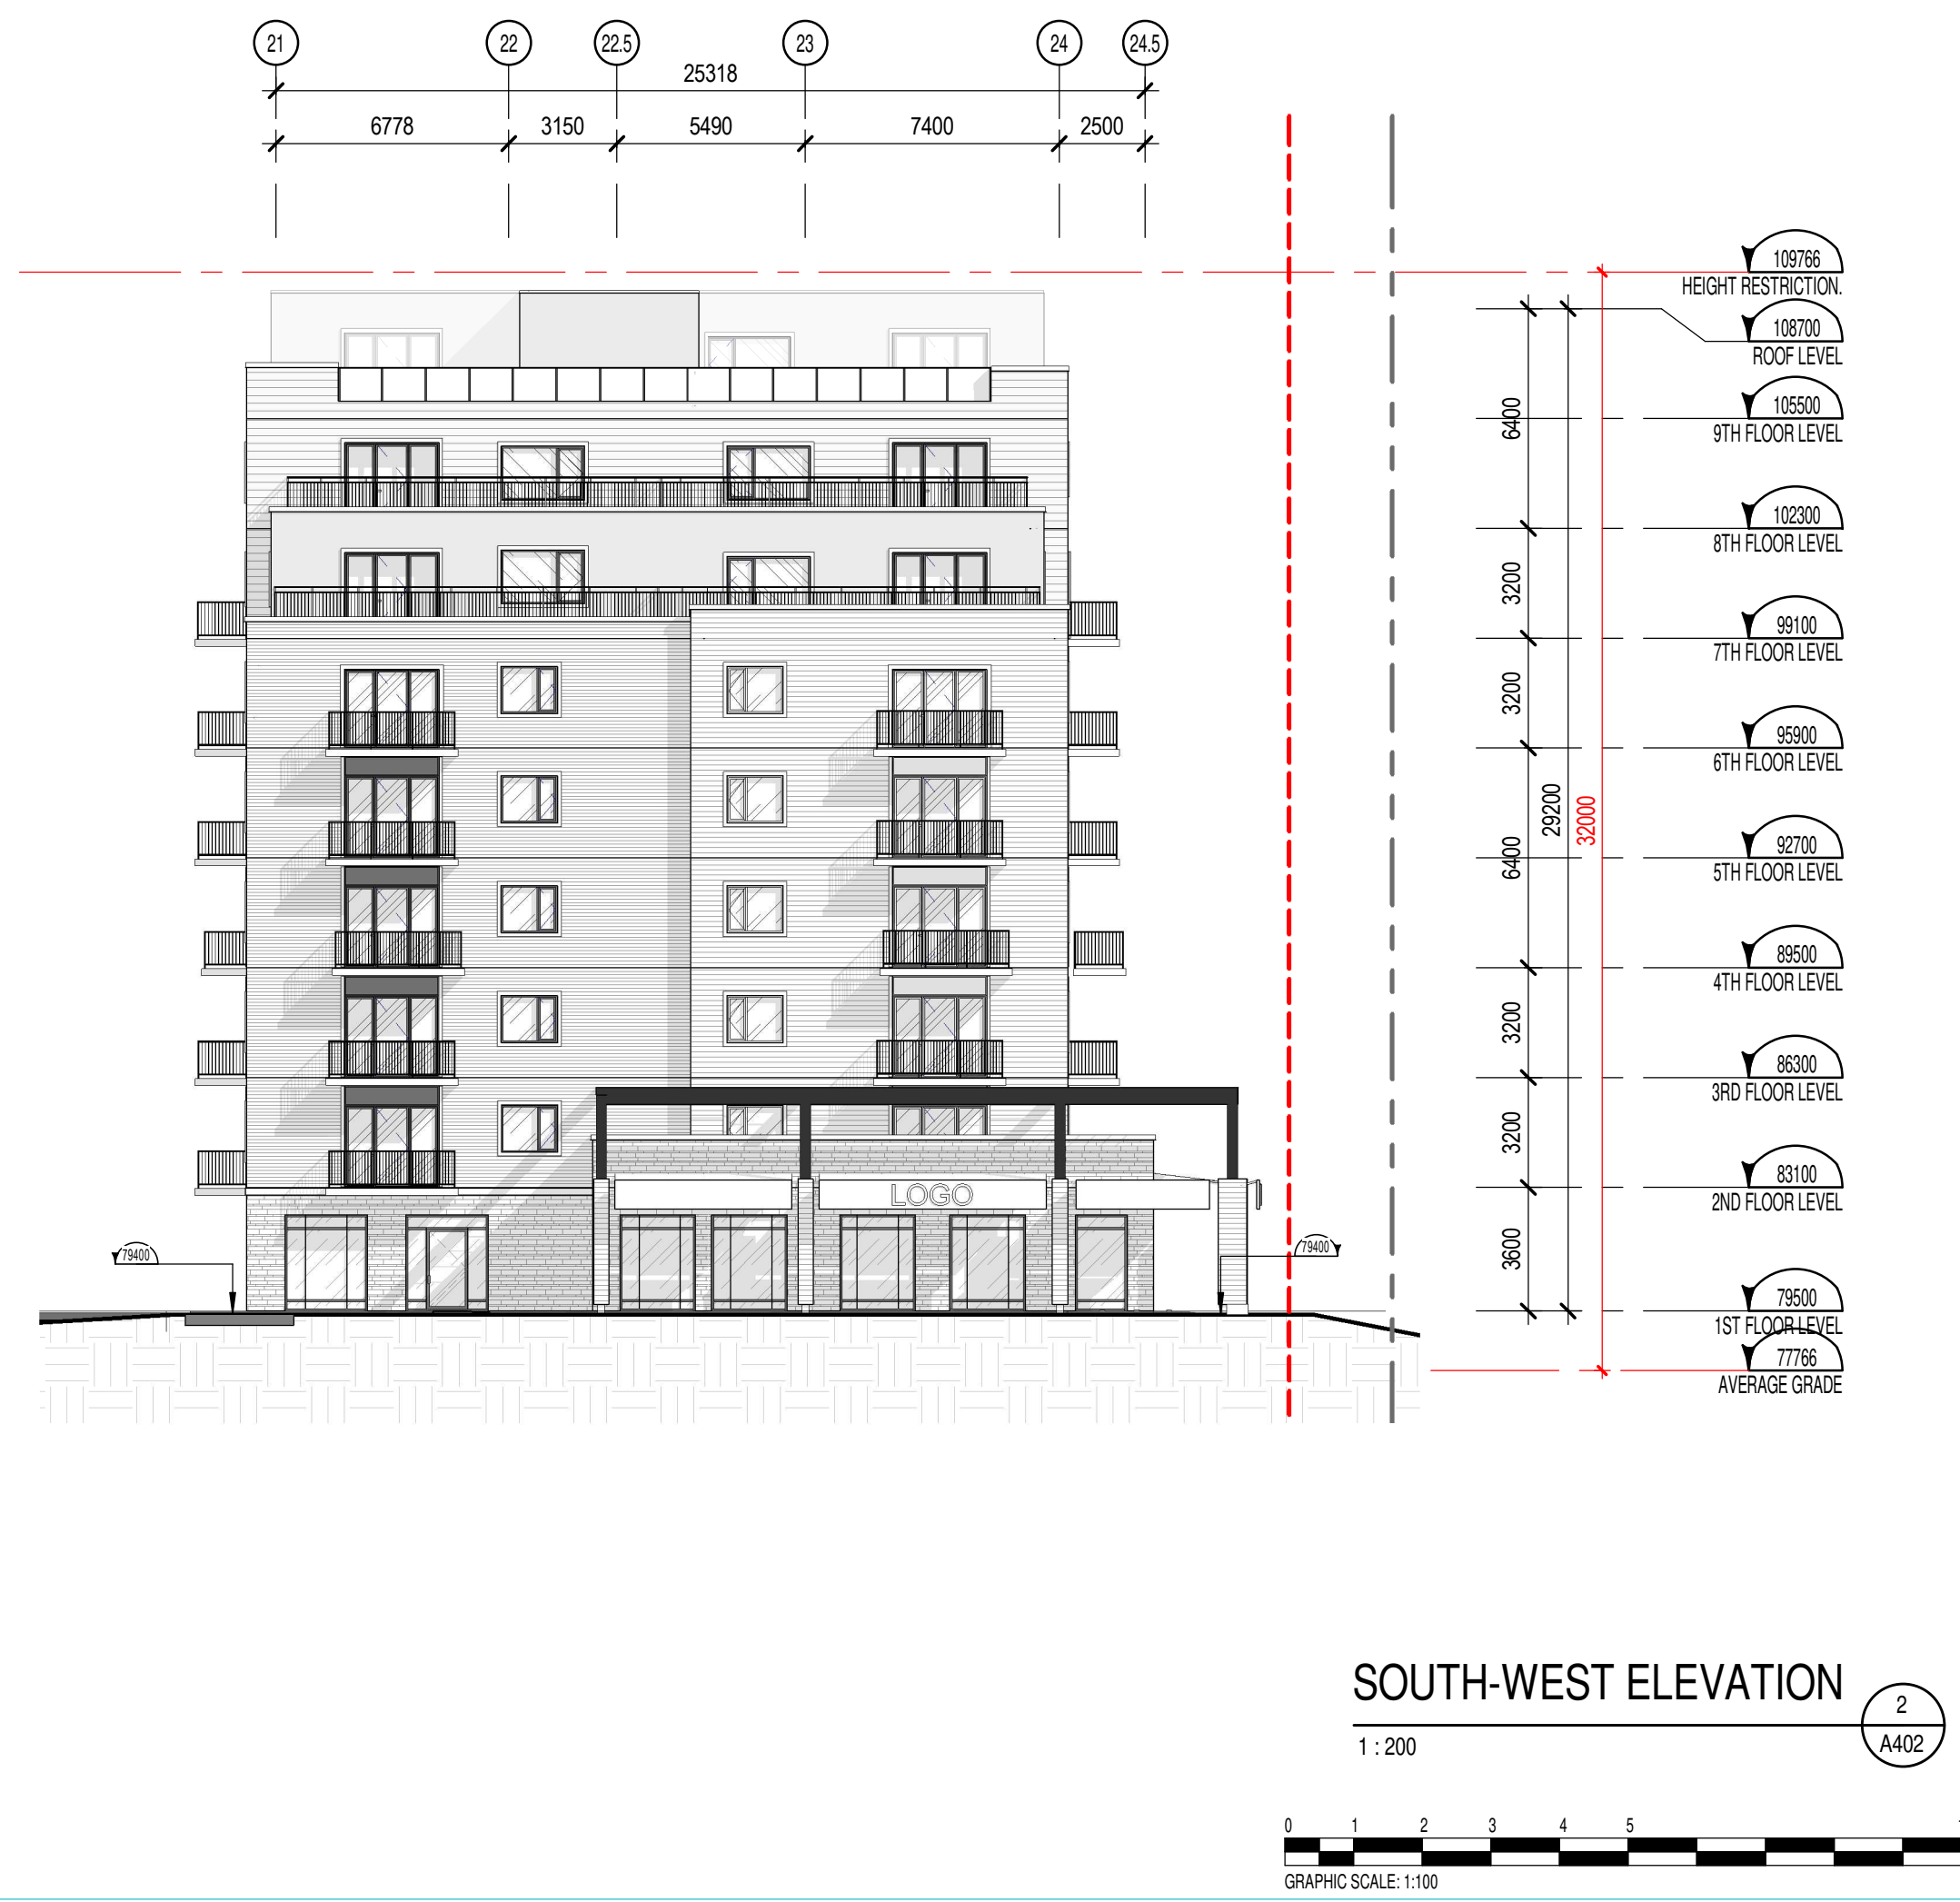 21 22 22.5 23 24 24.5
25318
6778 3150 5490 7400 2500
109766
HEIGHT RESTRICTION.
108700
ROOF LEVEL
105500
9TH FLOOR LEVEL
6400
102300
8TH FLOOR LEVEL
3200
99100
7TH FLOOR LEVEL
3200
95900
6TH FLOOR LEVEL
29200
32000
6400
92700
5TH FLOOR LEVEL
89500
4TH FLOOR LEVEL
3200
86300
3RD FLOOR LEVEL
3200
83100
2ND FLOOR LEVEL
LOGO
3600
79400
79400
79500
1ST FLOOR LEVEL
77766
AVERAGE GRADE
SOUTH-WEST ELEVATION
2
1 : 200
A402
0 1 2 3 4 5
GRAPHIC SCALE: 1:100